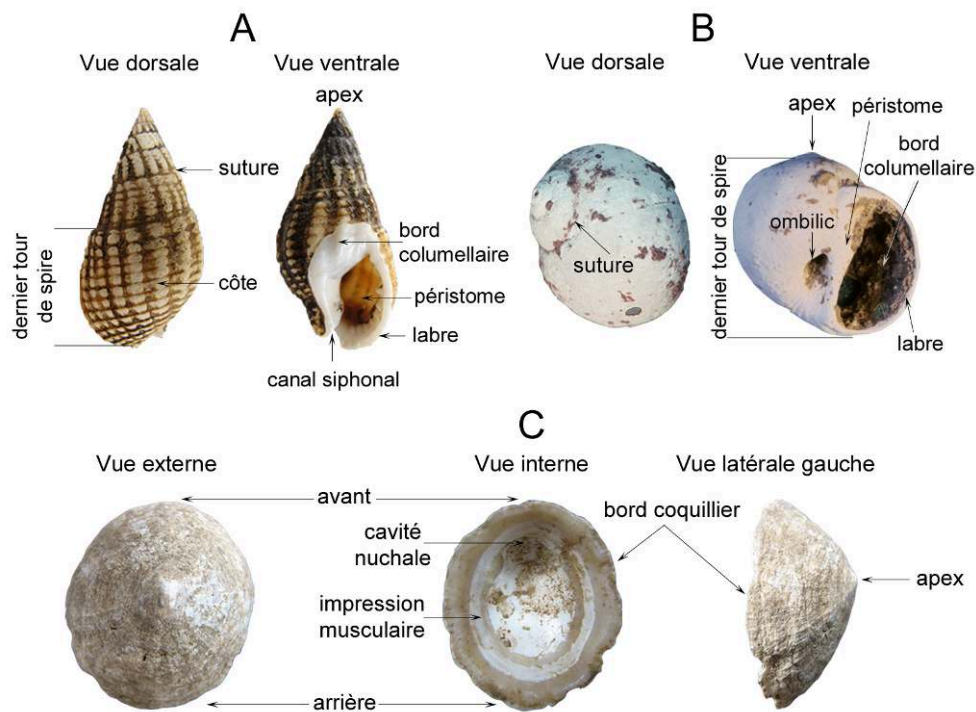 A
Vue dorsale
Vue ventrale
apex
suture
dernier tour
de spire
côte
bord
columellaire
péristome
labre
canal siphonal
B
Vue dorsale
Vue ventrale
apex
péristome
bord
columellaire
ombilic
suture
dernier tour de spire
labre
C
Vue externe
Vue interne
Vue latérale gauche
avant
bord coquillier
cavité
nuchale
apex
impression
musculaire
arrière